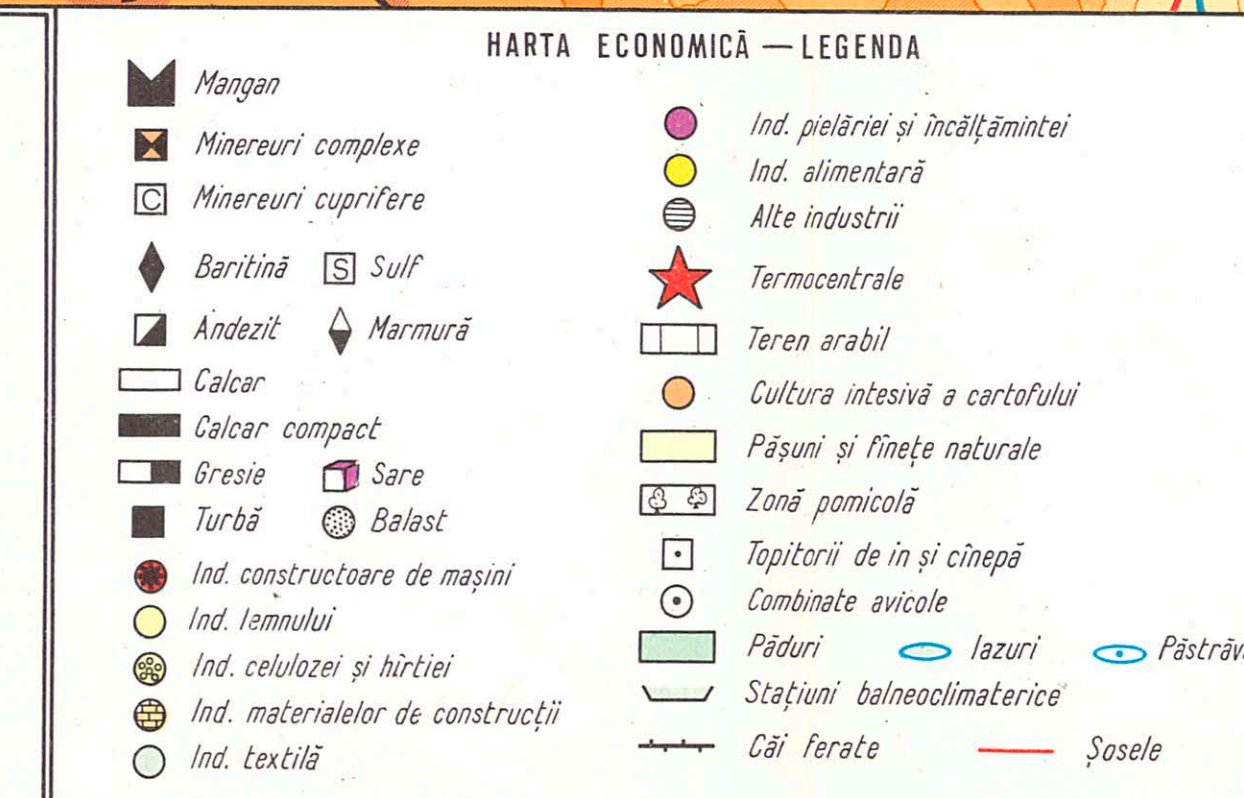 HARTA ECONOMICĂ — LEGENDA
Mangan
Minereuri complexe
C Minereuri cuprifere
Baritină S Sulf
Andezit Marmură
Calcar
Calcar compact
Gresie Sare
Turbă Balast
Ind. constructoare de mașini
Ind. lemnului
Ind. celulozei și hîrtiei
Ind. materialelor de construcții
Ind. textilă
Ind. pielăriei și încălțămintei
Ind. alimentară
Alte industrii
Termocentrale
Teren arabil
Cultura intesivă a cartofului
Pășuni și fînețe naturale
Zonă pomicolă
Topitorii de in și cînepă
Combinate avicole
Păduri Iazuri
Stațiuni balneoclimaterice
Căi ferate Șosele